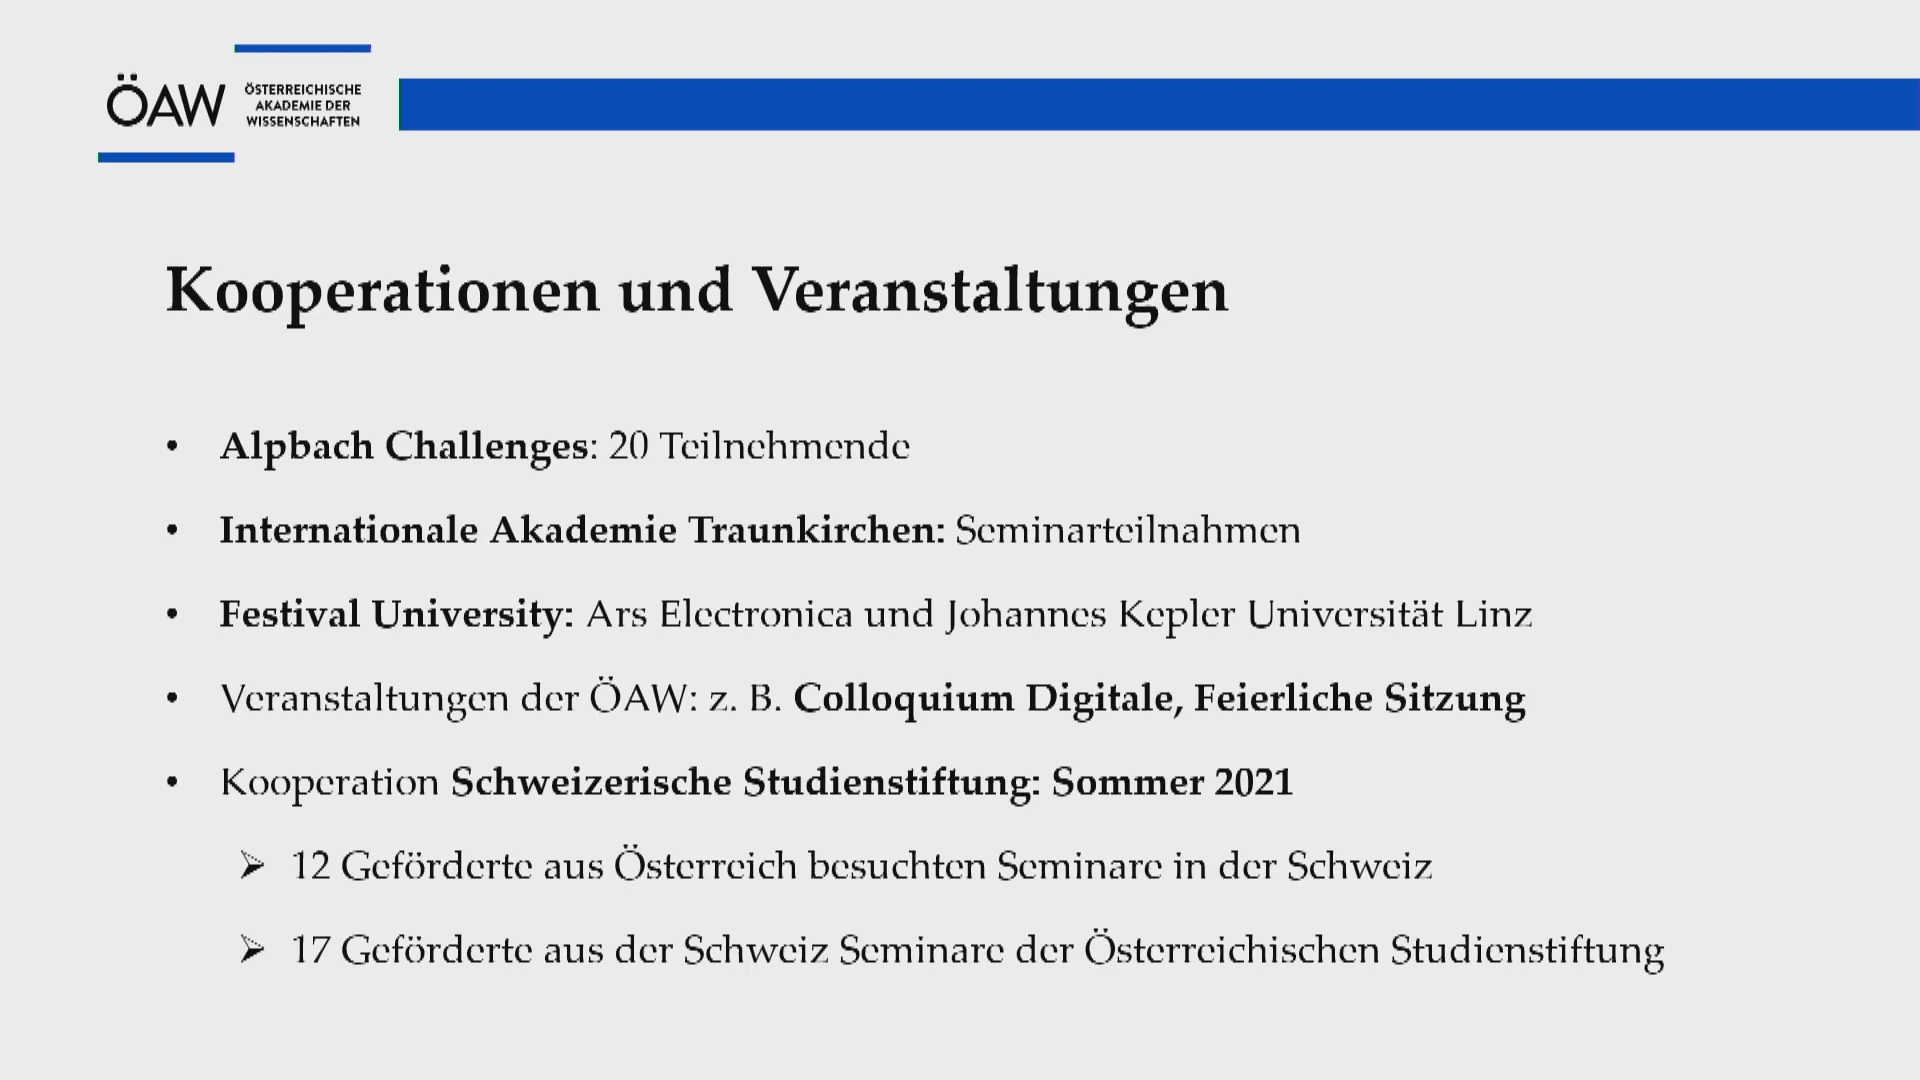 ÖAW
ÖSTERREICHISCHE
AKADEMIE DER
WISSENSCHAFTEN
Kooperationen und Veranstaltungen
• Alpbach Challenges: 20 Teilnehmende
• Internationale Akademie Traunkirchen: Seminarteilnahmen
• Festival University: Ars Electronica und Johannes Kepler Universität Linz
• Veranstaltungen der ÖAW: z. B. Colloquium Digitale, Feierliche Sitzung
• Kooperation Schweizerische Studienstiftung: Sommer 2021
➢ 12 Geförderte aus Österreich besuchten Seminare in der Schweiz
➢ 17 Geförderte aus der Schweiz Seminare der Österreichischen Studienstiftung